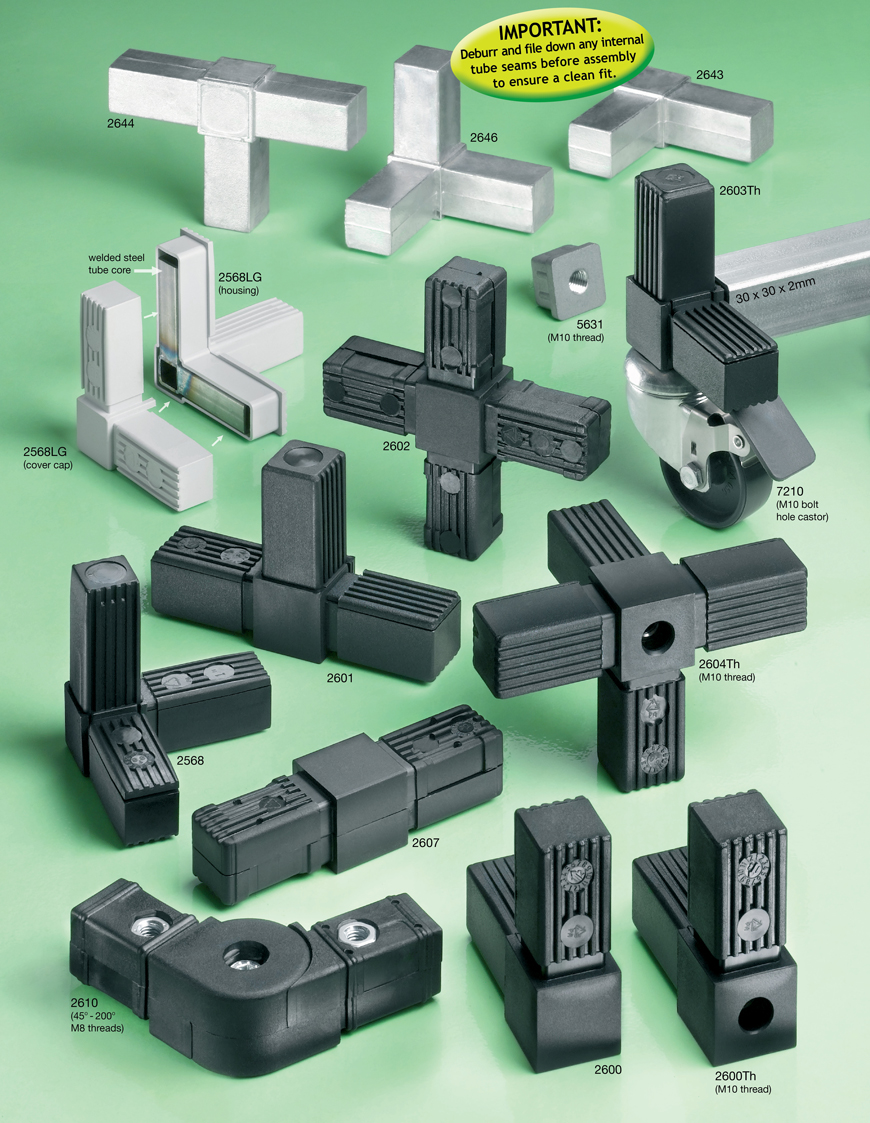 IMPORTANT:
Deburr and file down any internal
tube seams before assembly
to ensure a clean fit.
2644
2646
2643
2603Th
welded steel
tube core
2568LG
(housing)
5631
(M10 thread)
30 x 30 x 2mm
2568LG
(cover cap)
2602
7210
(M10 bolt
hole castor)
2601
2604Th
(M10 thread)
2568
2607
2610
(45° - 200°
M8 threads)
2600
2600Th
(M10 thread)